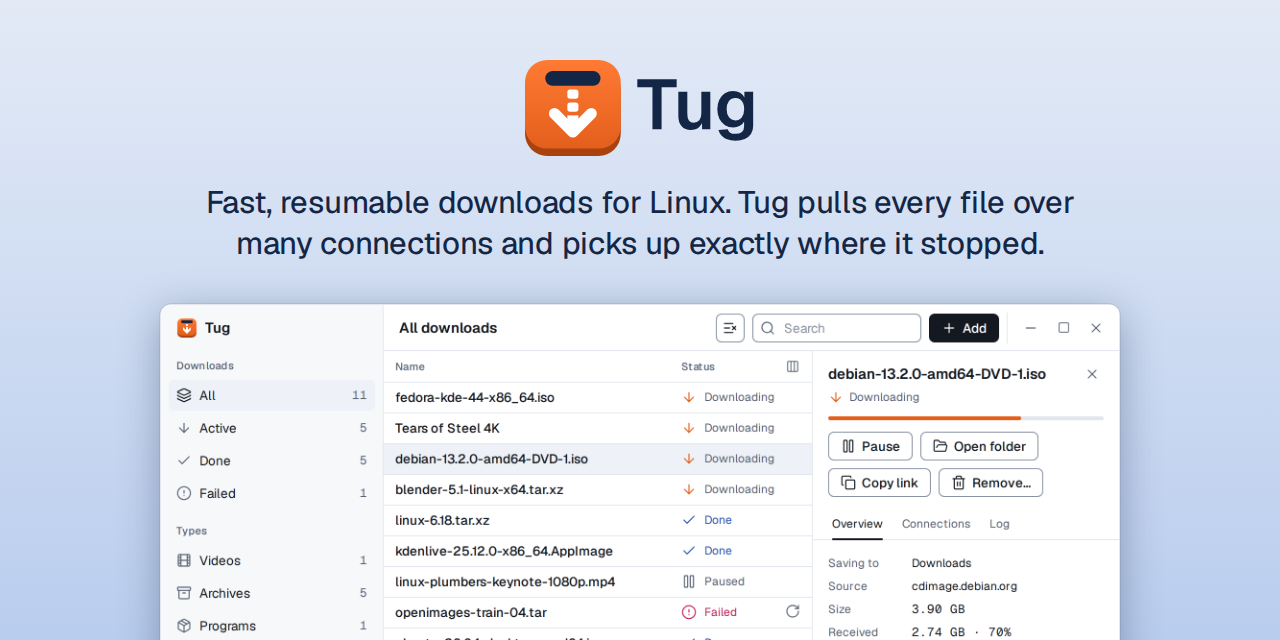 Tug
Fast, resumable downloads for Linux. Tug pulls every file over
many connections and picks up exactly where it stopped.
Tug
All downloads
Search
Add
Downloads
All 11
Active 5
Done 5
Failed 1
Types
Videos 1
Archives 5
Programs 1
Name Status
fedora-kde-44-x86_64.iso Downloading
Tears of Steel 4K Downloading
debian-13.2.0-amd64-DVD-1.iso Downloading
blender-5.1-linux-x64.tar.xz Downloading
linux-6.18.tar.xz Done
kdenlive-25.12.0-x86_64.AppImage Done
linux-plumbers-keynote-1080p.mp4 Paused
openimages-train-04.tar Failed
debian-13.2.0-amd64-DVD-1.iso
Downloading
Pause Open folder
Copy link Remove...
Overview Connections Log
Saving to Downloads
Source cdimage.debian.org
Size 3.90 GB
Received 2.74 GB · 70%